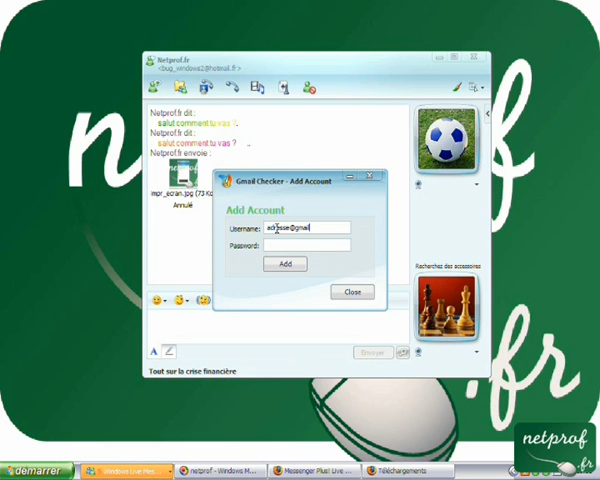 Netprof.fr
<bug_windows2@hotmail.fr>
Netprof.fr dit :
salut comment tu vas ?
Netprof.fr dit :
salut comment tu vas ?
Netprof.fr envoie :
impr_ecran.jpg (73 Ko
Annulé
Gmail Checker - Add Account
Add Account
Username: adresse@gmail
Password:
Add
Close
Recherchez des accessoires
A
Envoyer
Tout sur la crise financière
n
f
.fr
netprof
.fr
démarrer
Windows Live Mes...
netprof - Windows M...
Messenger Plus! Live ...
Téléchargements